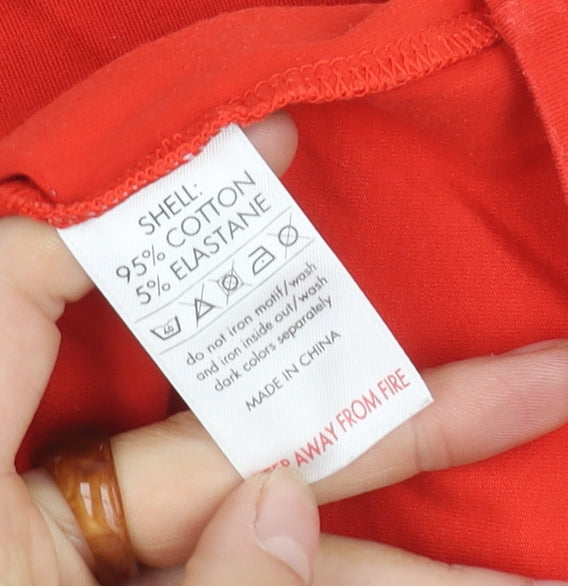 SHELL:
95% COTTON
5% ELASTANE
40
do not iron motif/wash
and iron inside out/wash
dark colors separately
MADE IN CHINA
AWAY FROM FIRE